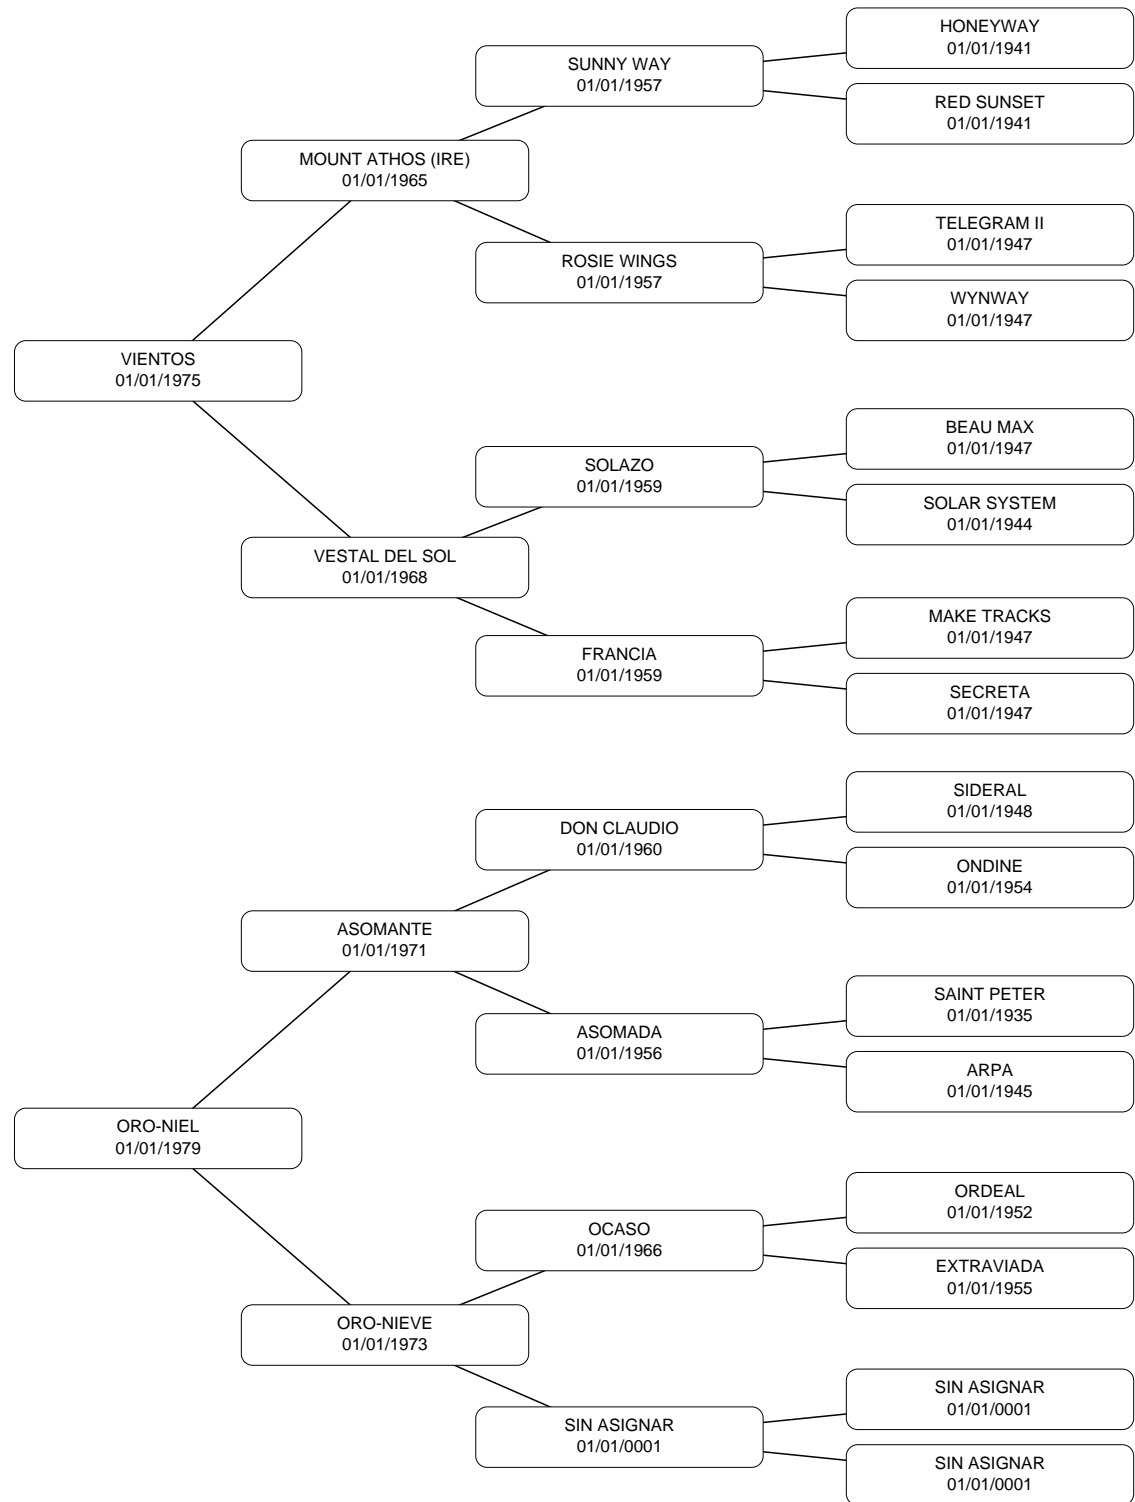 HONEYWAY
01/01/1941
SUNNY WAY
01/01/1957
RED SUNSET
01/01/1941
MOUNT ATHOS (IRE)
01/01/1965
TELEGRAM II
01/01/1947
ROSIE WINGS
01/01/1957
WYNWAY
01/01/1947
VIENTOS
01/01/1975
BEAU MAX
01/01/1947
SOLAZO
01/01/1959
SOLAR SYSTEM
01/01/1944
VESTAL DEL SOL
01/01/1968
MAKE TRACKS
01/01/1947
FRANCIA
01/01/1959
SECRETA
01/01/1947
SIDERAL
01/01/1948
DON CLAUDIO
01/01/1960
ONDINE
01/01/1954
ASOMANTE
01/01/1971
SAINT PETER
01/01/1935
ASOMADA
01/01/1956
ARPA
01/01/1945
ORO-NIEL
01/01/1979
ORDEAL
01/01/1952
OCASO
01/01/1966
EXTRAVIADA
01/01/1955
ORO-NIEVE
01/01/1973
SIN ASIGNAR
01/01/0001
SIN ASIGNAR
01/01/0001
SIN ASIGNAR
01/01/0001